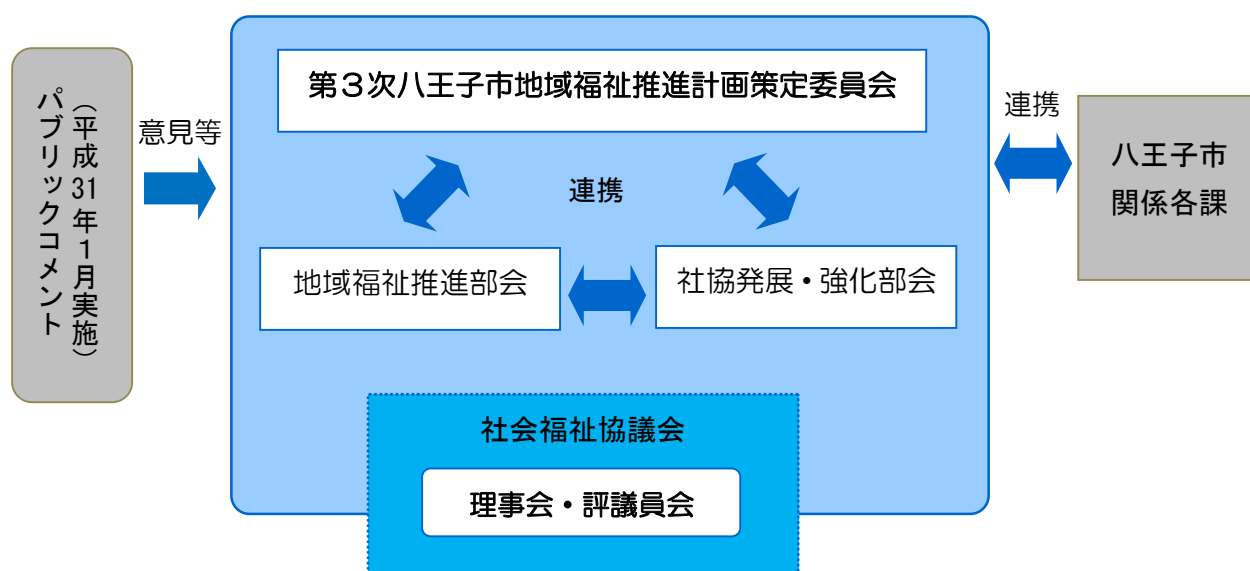 パブリックコメント
（平成31年１月実施）
意見等
第３次八王子市地域福祉推進計画策定委員会
連携
地域福祉推進部会
社協発展・強化部会
社会福祉協議会
理事会・評議員会
連携
八王子市
関係各課